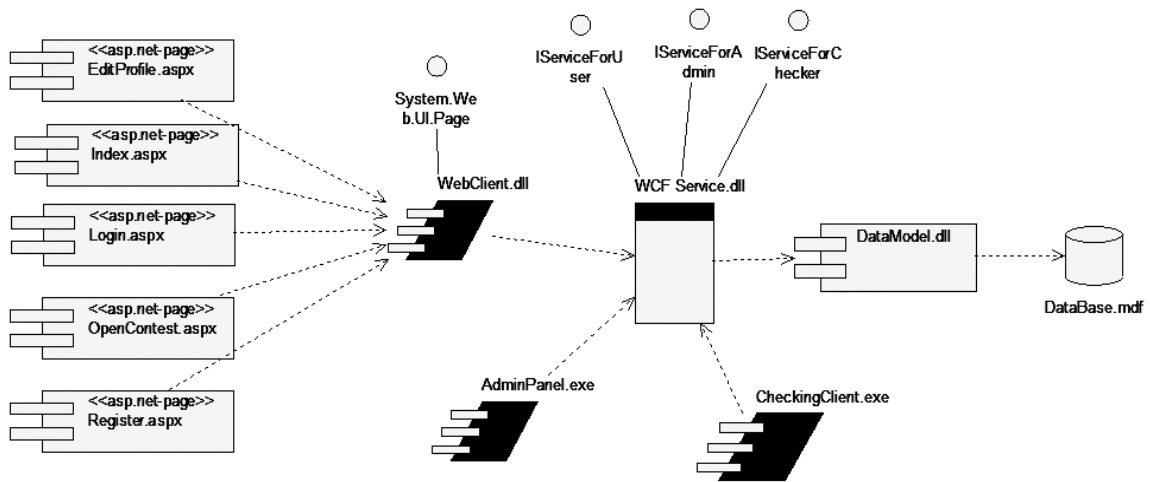 <<asp.net-page>>
EditProfile.aspx
<<asp.net-page>>
Index.aspx
<<asp.net-page>>
Login.aspx
<<asp.net-page>>
OpenContest.aspx
<<asp.net-page>>
Register.aspx
System.We
b.UI.Page
WebClient.dll
IServiceForU
ser
IServiceForA
dmin
IServiceForC
hecker
WCF Service.dll
DataModel.dll
DataBase.mdf
AdminPanel.exe
CheckingClient.exe